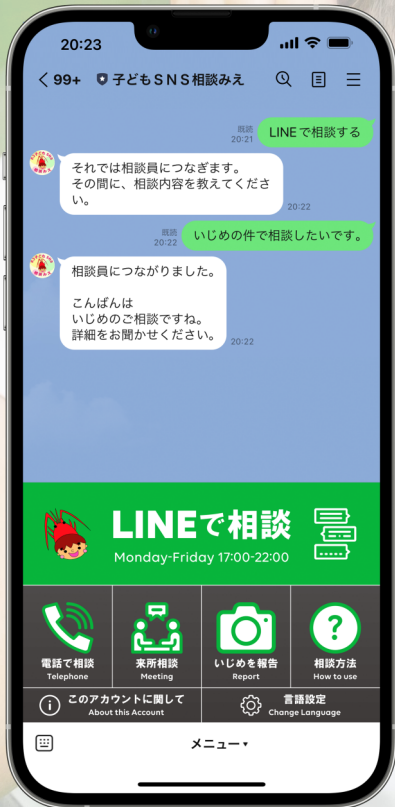 20:23
99+
子どもSNS相談みえ
既読
20:21
LINEで相談する
それでは相談員につなぎます。
その間に、相談内容を教えてくださ
い。
20:22
既読
20:22
いじめの件で相談したいです。
相談員につながりました。
こんばんは
いじめのご相談ですね。
詳細をお聞かせください。
20:22
LINEで相談
Monday-Friday 17:00-22:00
電話で相談
Telephone
来所相談
Meeting
いじめを報告
Report
?
相談方法
How to use
このアカウントに関して
About this Account
言語設定
Change Language
メニュー▾